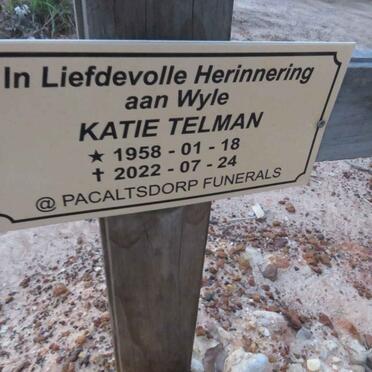 In Liefdevolle Herinnering
aan Wyle
KATIE TELMAN
★ 1958 - 01 - 18
✝ 2022 - 07 - 24
@ PACALTSDORP FUNERALS